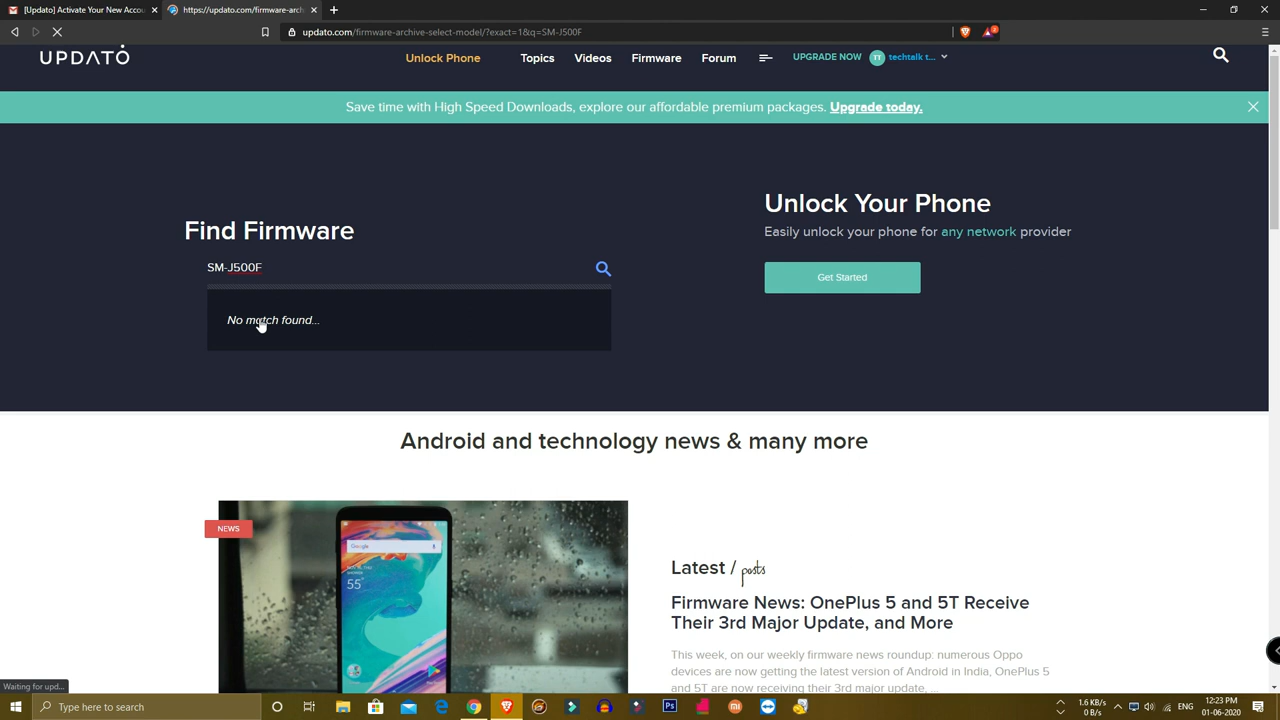 [Updato] Activate Your New Accou
https://updato.com/firmware-arch
updato.com/firmware-archive-select-model/?exact=1&q=SM-J500F
2
UPDATO
Unlock Phone
Topics
Videos
Firmware
Forum
UPGRADE NOW
TT
techtalk t...
Save time with High Speed Downloads, explore our affordable premium packages. Upgrade today.
Find Firmware
SM-J500F
No match found...
Unlock Your Phone
Easily unlock your phone for any network provider
Get Started
Android and technology news & many more
NEWS
Google
55°
Latest / posts
Firmware News: OnePlus 5 and 5T Receive
Their 3rd Major Update, and More
This week, on our weekly firmware news roundup: numerous Oppo
devices are now getting the latest version of Android in India, OnePlus 5
and 5T are now receiving their 3rd major update, ...
Waiting for upd...
Type here to search
Ps
1.6 KB/s
0 B/s
ENG
12:23 PM
01-06-2020